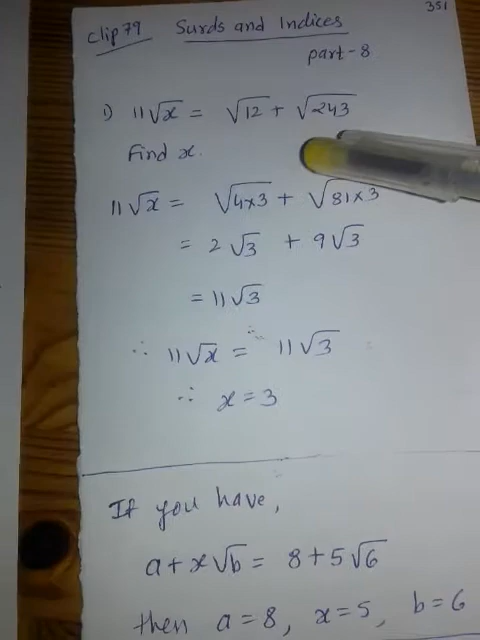 351
Clip 79 Surds and Indices
part-8
1) 11√x = √12 + √243
Find x.
11√x = √4×3 + √81×3
= 2√3 + 9√3
= 11√3
∴ 11√x = 11√3
∴ x = 3
If you have,
a + x√b = 8 + 5√6
then a = 8, x = 5, b = 6